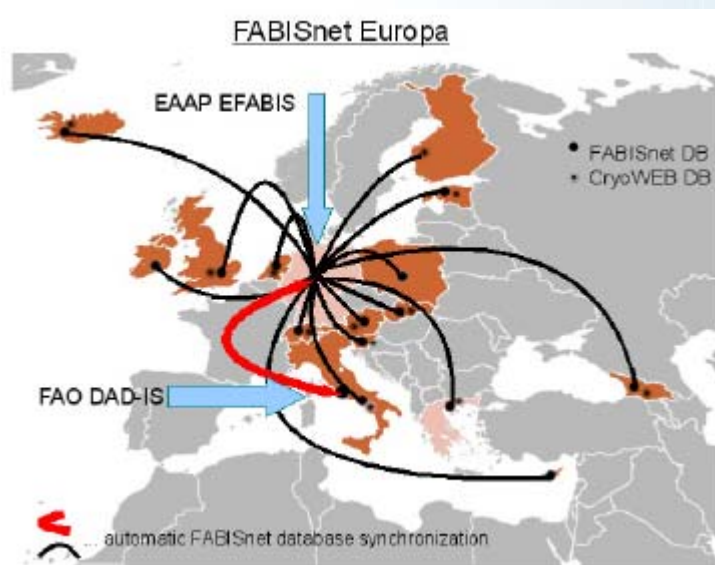 FABISnet Europa
EAAP EFABIS
FABISnet DB
CryoWEB DB
FAO DAD-IS
... automatic FABISnet database synchronization